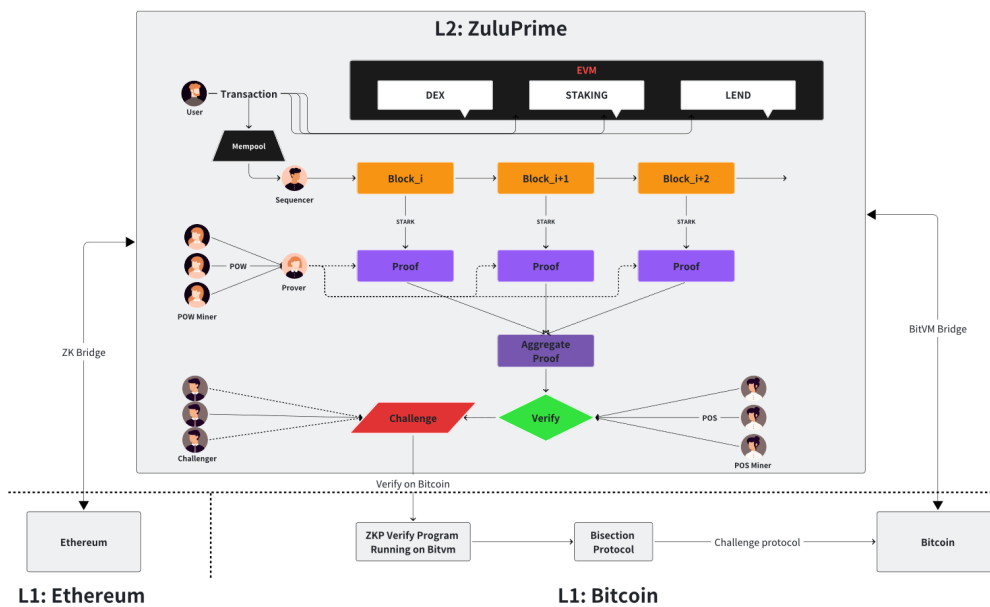 L2: ZuluPrime
EVM
DEX
STAKING
LEND
Transaction
User
Mempool
Sequencer
Block_i
Block_i+1
Block_i+2
STARK
STARK
STARK
POW
Prover
POW Miner
Proof
Proof
Proof
Aggregate
Proof
ZK Bridge
BitVM Bridge
Challenge
Verify
POS
Challenger
POS Miner
Verify on Bitcoin
Ethereum
ZKP Verify Program
Running on Bitvm
Bisection
Protocol
Challenge protocol
Bitcoin
L1: Ethereum
L1: Bitcoin